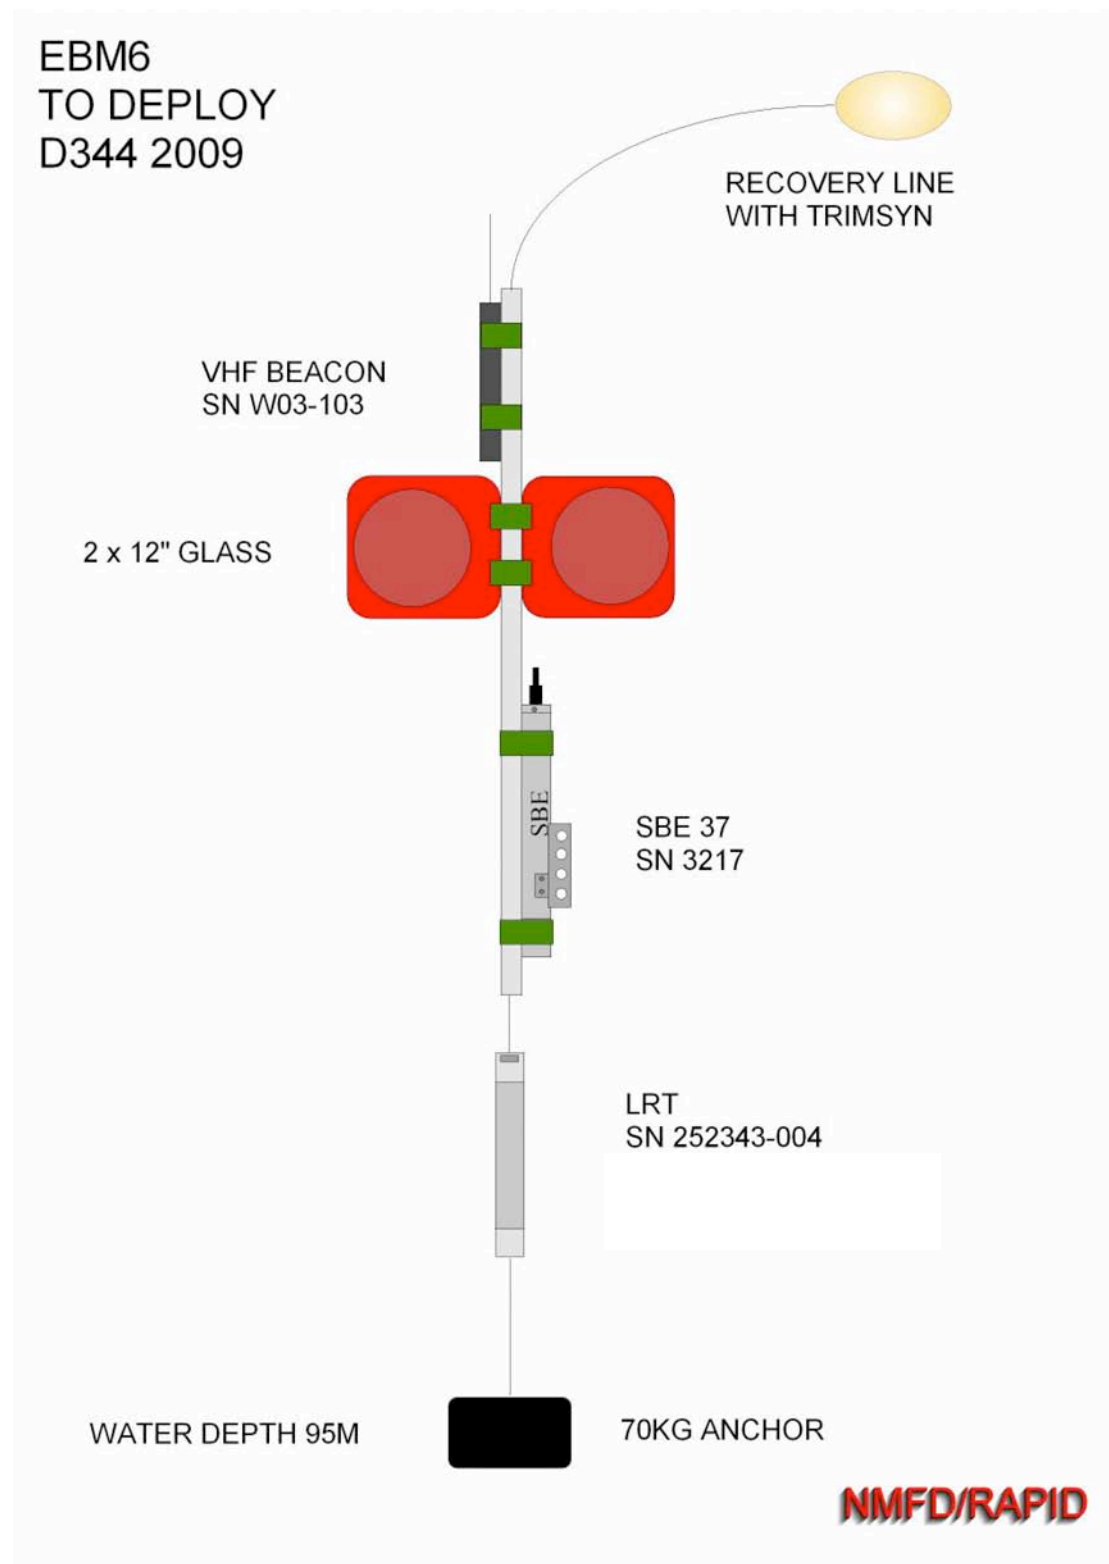 EBM6
TO DEPLOY
D344 2009
RECOVERY LINE
WITH TRIMSYN
VHF BEACON
SN W03-103
2 x 12" GLASS
SBE
SBE 37
SN 3217
LRT
SN 252343-004
WATER DEPTH 95M
70KG ANCHOR
NMFD/RAPID